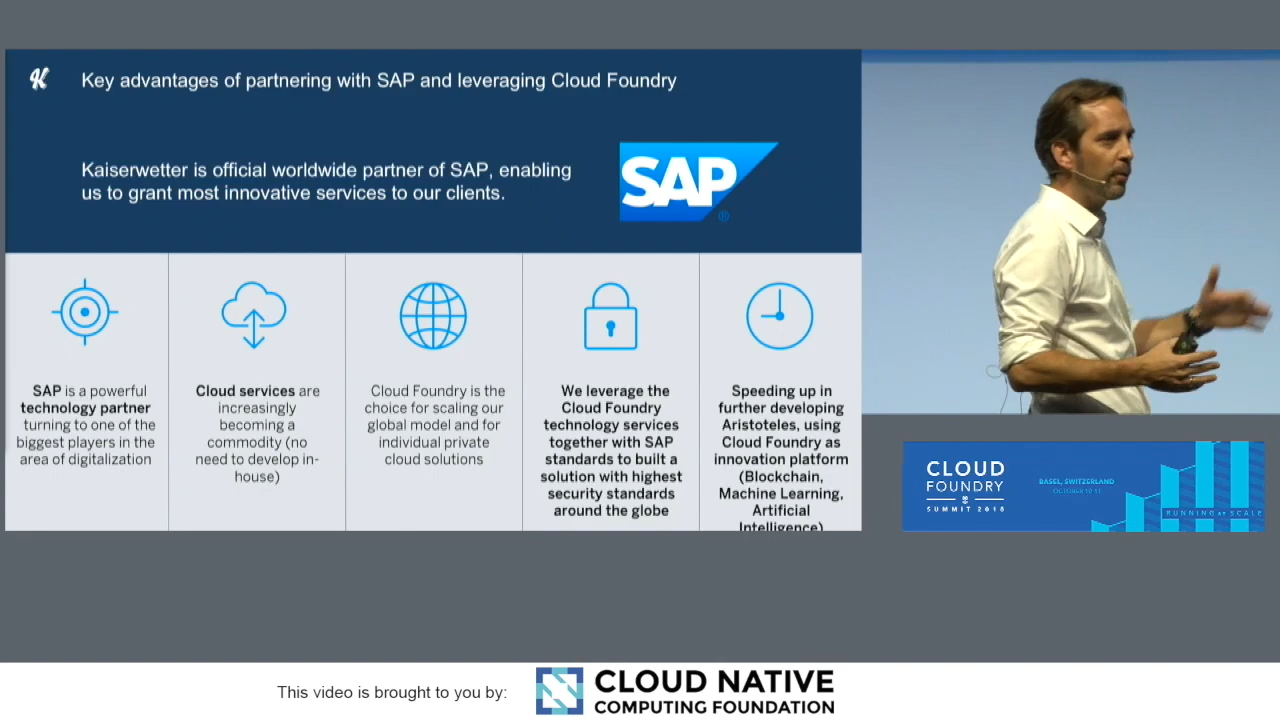 K
Key advantages of partnering with SAP and leveraging Cloud Foundry
Kaiserwetter is official worldwide partner of SAP, enabling
us to grant most innovative services to our clients.
SAP
®
SAP is a powerful
technology partner
turning to one of the
biggest players in the
area of digitalization
Cloud services are
increasingly
becoming a
commodity (no
need to develop in-
house)
Cloud Foundry is the
choice for scaling our
global model and for
individual private
cloud solutions
We leverage the
Cloud Foundry
technology services
together with SAP
standards to built a
solution with highest
security standards
around the globe
Speeding up in
further developing
Aristoteles, using
Cloud Foundry as
innovation platform
(Blockchain,
Machine Learning,
Artificial
Intelligence)
CLOUD
FOUNDRY
SUMMIT 2018
BASEL, SWITZERLAND
OCTOBER 10-11
RUNNING AT SCALE
This video is brought to you by:
CLOUD NATIVE
COMPUTING FOUNDATION